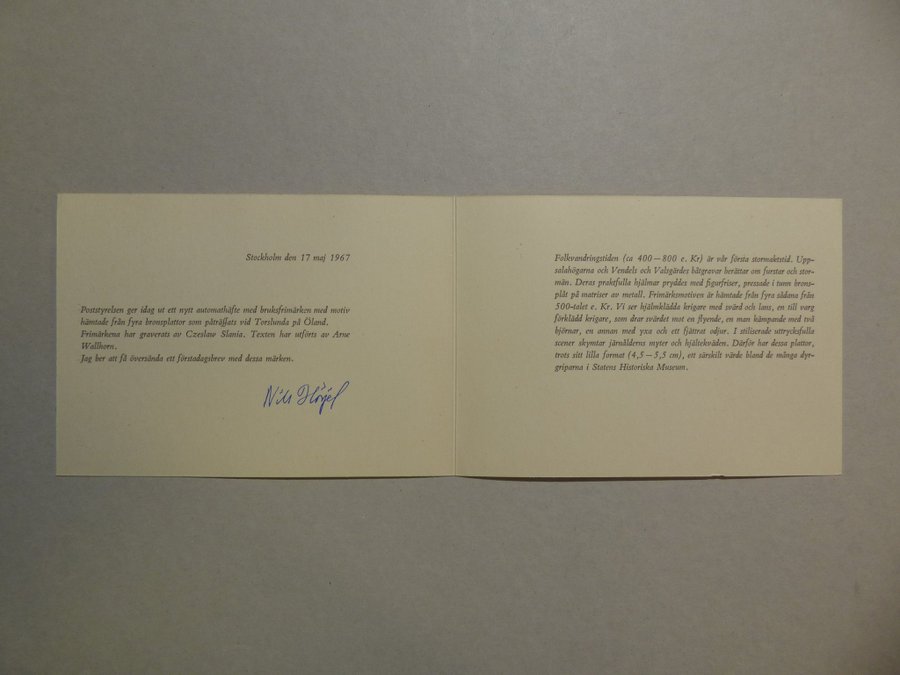 Stockholm den 17 maj 1967
Poststyrelsen ger idag ut ett nytt automathäfte med bruksfrimärken med motiv
hämtade från fyra bronsplattor som påträffats vid Torslunda på Öland.
Frimärkena har graverats av Czeslaw Slania. Texten har utförts av Arne
Wallhorn.
Jag ber att få översända ett förstadagsbrev med dessa märken.
Nils
Folkvandringstiden (ca 400—800 e. Kr) är vår första stormaktstid. Upp-
salahögarna och Vendels och Valsgärdes båtgravar berättar om furstar och stor-
män. Deras praktfulla hjälmar pryddes med figurfriser, pressade i tunn brons-
plåt på matriser av metall. Frimärksmotiven är hämtade från fyra sådana från
500-talet e. Kr. Vi ser hjälmklädda krigare med svärd och lans, en till varg
förklädd krigare, som drar svärdet mot en flyende, en man kämpande med två
björnar, en annan med yxa och ett fjättrat odjur. I stiliserade uttrycksfulla
scener skymtar järnålderns myter och hjältekväden. Därför har dessa plattor,
trots sitt lilla format (4,5—5,5 cm), ett särskilt värde bland de många dyr-
griparna i Statens Historiska Museum.